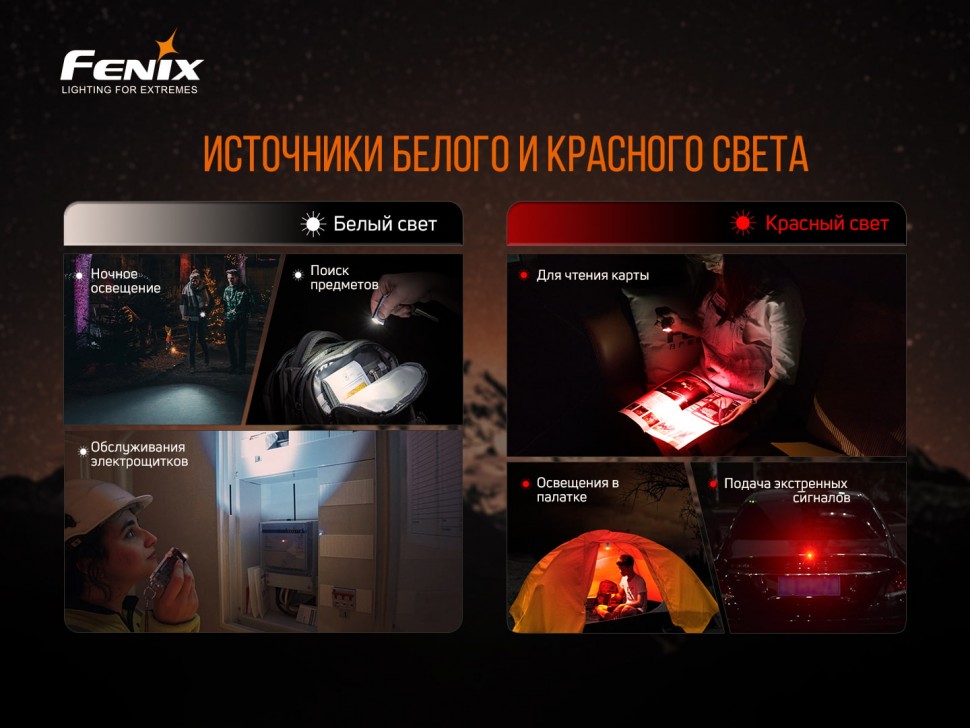 FENIX
LIGHTING FOR EXTREMES
ИСТОЧНИКИ БЕЛОГО И КРАСНОГО СВЕТА
Белый свет
Ночное
освещение
Поиск
предметов
Обслуживания
электрощитков
Красный свет
Для чтения карты
Освещения в
палатке
Подача экстренных
сигналов